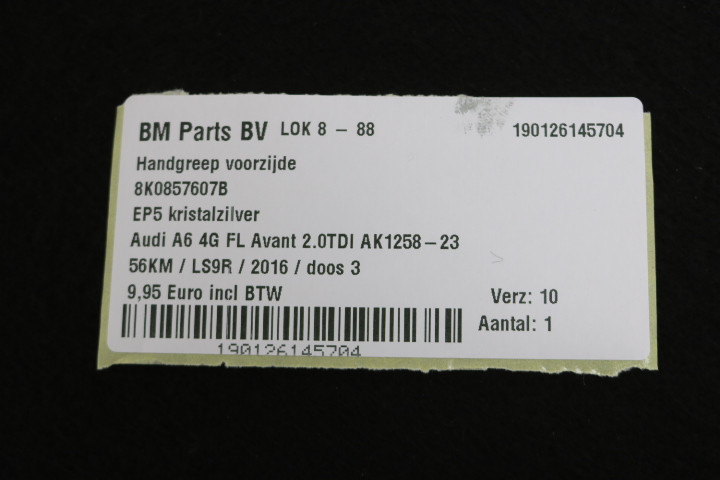 BM Parts BV LOK 8 – 88 190126145704
Handgreep voorzijde
8K0857607B
EP5 kristalzilver
Audi A6 4G FL Avant 2.0TDI AK1258–23
56KM / LS9R / 2016 / doos 3
9,95 Euro incl BTW Verz: 10
Aantal: 1
190126145704